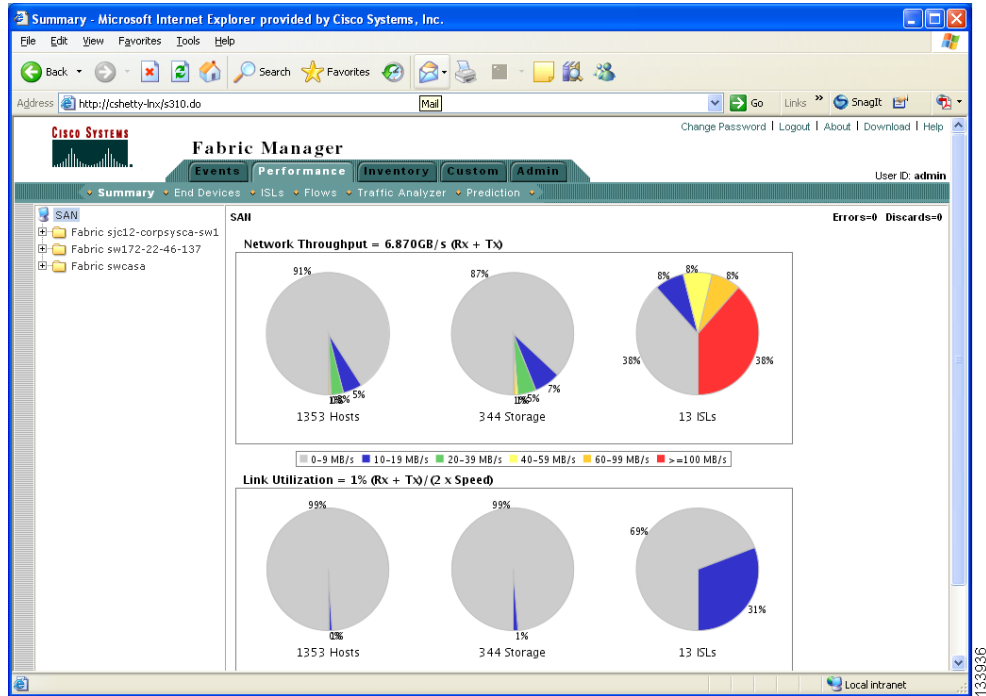 Summary - Microsoft Internet Explorer provided by Cisco Systems, Inc.
File Edit View Favorites Tools Help
Back Search Favorites
Address http://cshetty-lnx/s310.do Mail Go Links » SnagIt
Change Password | Logout | About | Download | Help
CISCO SYSTEMS
Fabric Manager
Events Performance Inventory Custom Admin
User ID: admin
Summary End Devices ISLs Flows Traffic Analyzer Prediction
SAN
Fabric sjc12-corpsysca-sw1
Fabric sw172-22-46-137
Fabric swcasa
SAN Errors=0 Discards=0
Network Throughput = 6.870GB/s (Rx + Tx)
91% 5%
87% 7% 5%
38% 8% 8% 8% 38%
1353 Hosts 344 Storage 13 ISLs
0-9 MB/s 10-19 MB/s 20-39 MB/s 40-59 MB/s 60-99 MB/s >=100 MB/s
Link Utilization = 1% (Rx + Tx)/(2 x Speed)
99%
99% 1%
69% 31%
1353 Hosts 344 Storage 13 ISLs
Local intranet
133936